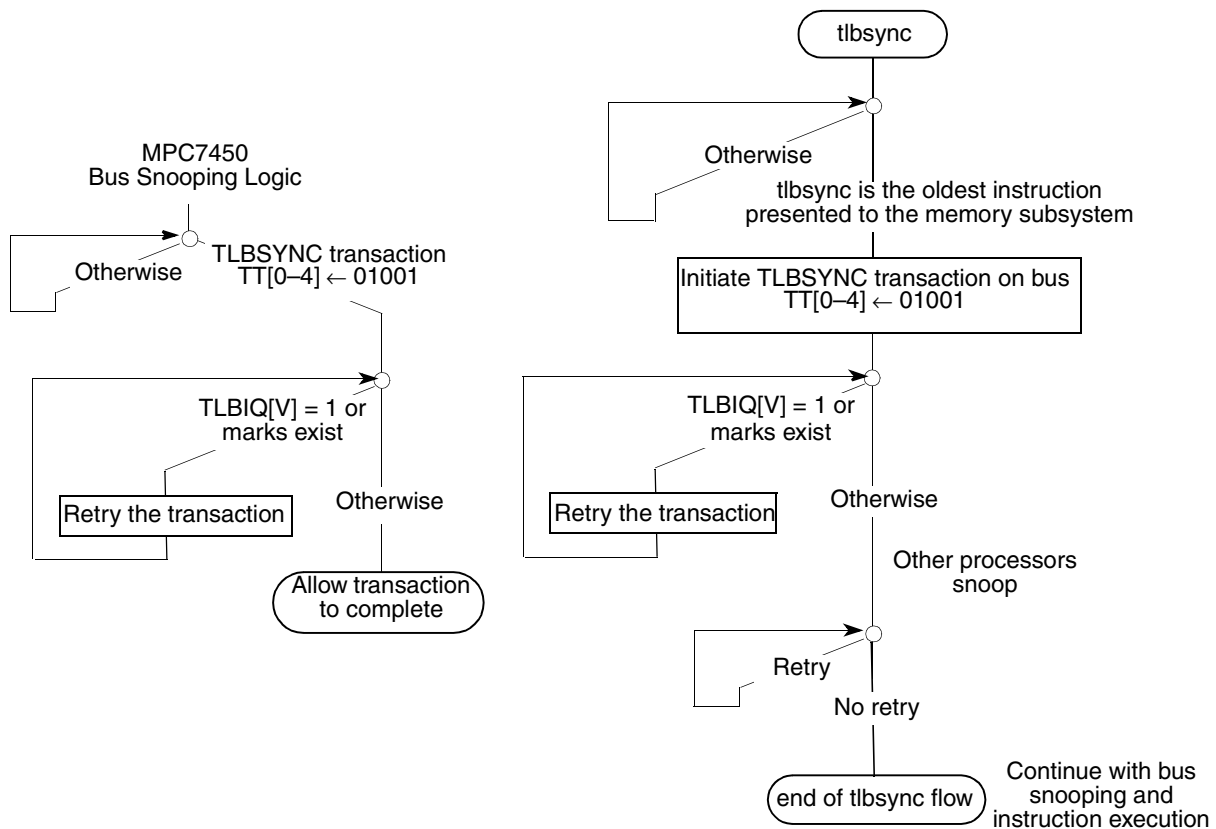 MPC7450
Bus Snooping Logic
Otherwise
TLBSYNC transaction
TT[0–4] ← 01001
TLBIQ[V] = 1 or
marks exist
Retry the transaction
Otherwise
Allow transaction
to complete
tlbsync
Otherwise
tlbsync is the oldest instruction
presented to the memory subsystem
Initiate TLBSYNC transaction on bus
TT[0–4] ← 01001
TLBIQ[V] = 1 or
marks exist
Retry the transaction
Otherwise
Other processors
snoop
Retry
No retry
end of tlbsync flow
Continue with bus
snooping and
instruction execution